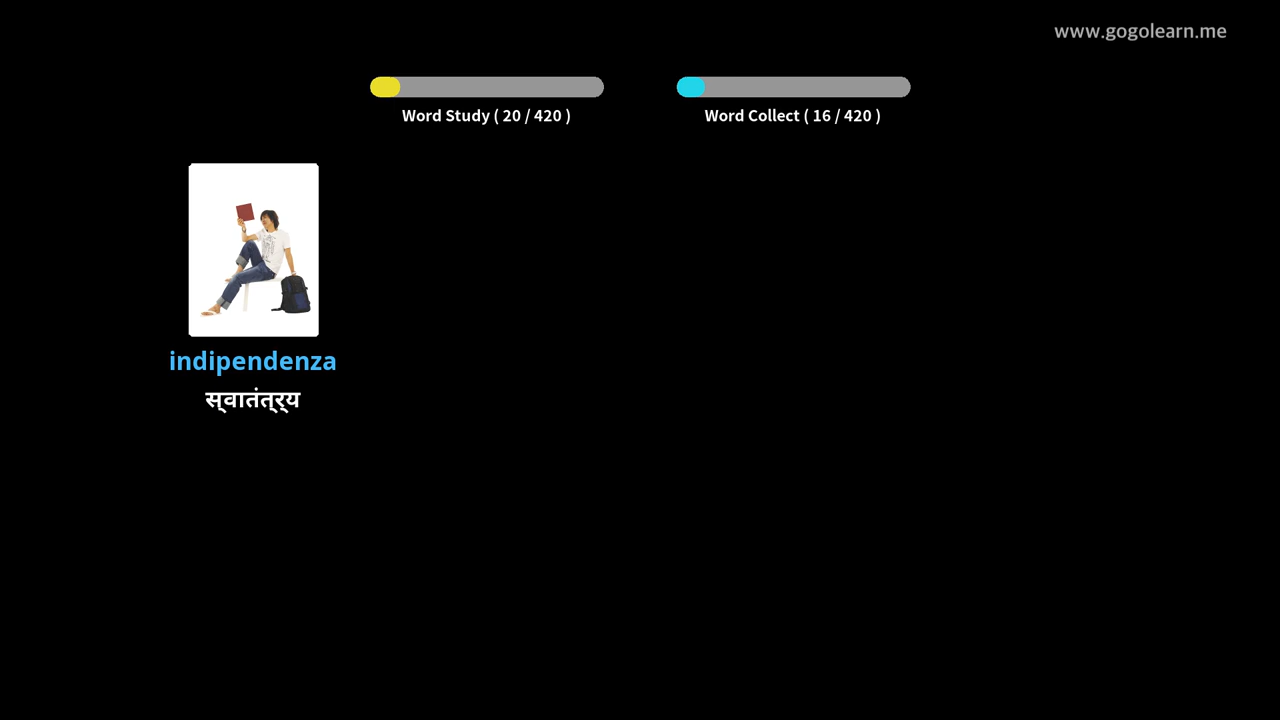 www.gogolearn.me
Word Study ( 20 / 420 )
Word Collect ( 16 / 420 )
indipendenza
स्वातंत्र्य